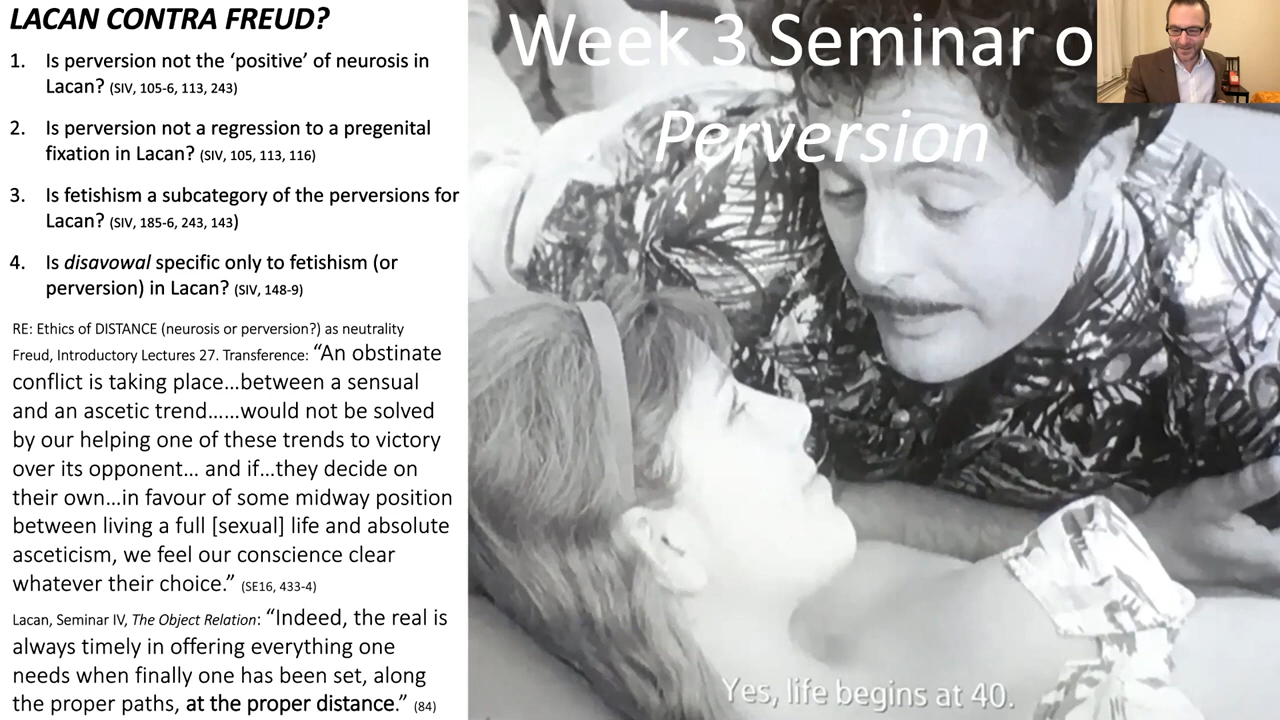 LACAN CONTRA FREUD?
1. Is perversion not the ‘positive’ of neurosis in
Lacan? (SIV, 105-6, 113, 243)
2. Is perversion not a regression to a pregenital
fixation in Lacan? (SIV, 105, 113, 116)
3. Is fetishism a subcategory of the perversions for
Lacan? (SIV, 185-6, 243, 143)
4. Is disavowal specific only to fetishism (or
perversion) in Lacan? (SIV, 148-9)
RE: Ethics of DISTANCE (neurosis or perversion?) as neutrality
Freud, Introductory Lectures 27. Transference: “An obstinate
conflict is taking place...between a sensual
and an ascetic trend......would not be solved
by our helping one of these trends to victory
over its opponent... and if...they decide on
their own...in favour of some midway position
between living a full [sexual] life and absolute
asceticism, we feel our conscience clear
whatever their choice.” (SE16, 433-4)
Lacan, Seminar IV, The Object Relation: “Indeed, the real is
always timely in offering everything one
needs when finally one has been set, along
the proper paths, at the proper distance.” (84)
Week 3 Seminar o
Perversion
Yes, life begins at 40.